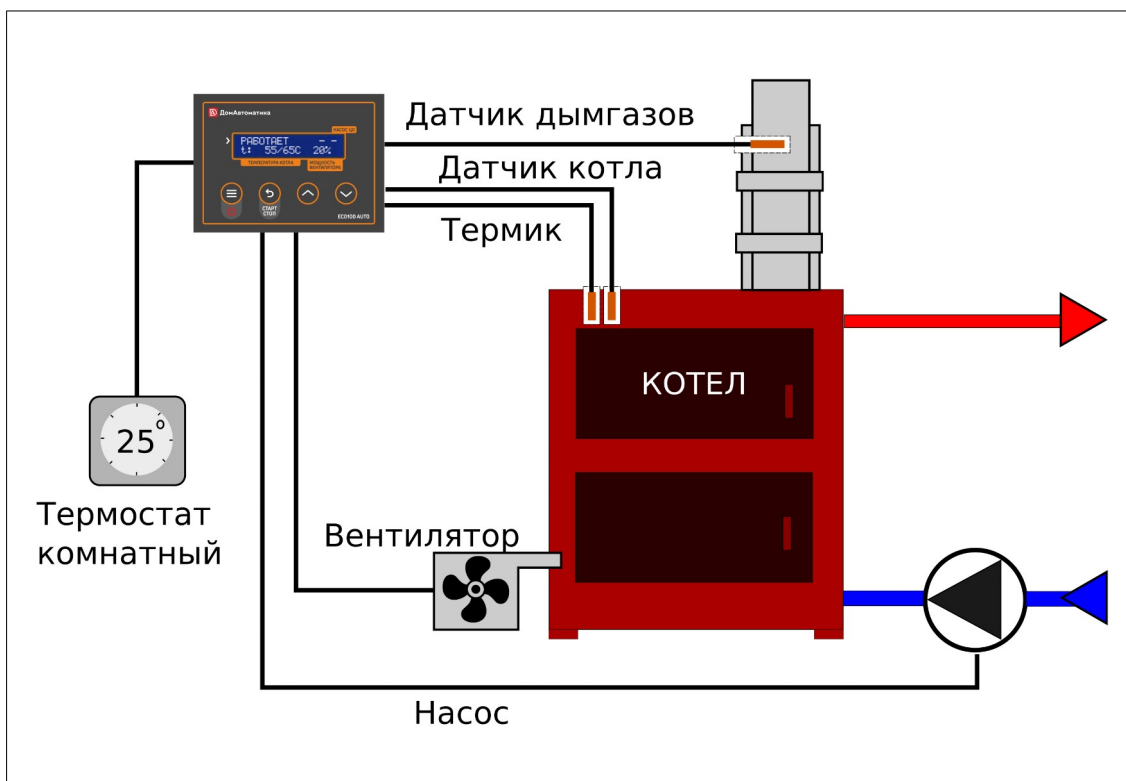 ДомАвтоматика
НАСОС ЦО
РАБОТАЕТ - -
t: 55/65C 20%
ТЕМПЕРАТУРА КОТЛА
МОЩНОСТЬ
ВЕНТИЛЯТОРА
СТАРТ
СТОП
ECO100 AUTO
Датчик дымгазов
Датчик котла
Термик
КОТЕЛ
25°
Термостат
комнатный
Вентилятор
Насос